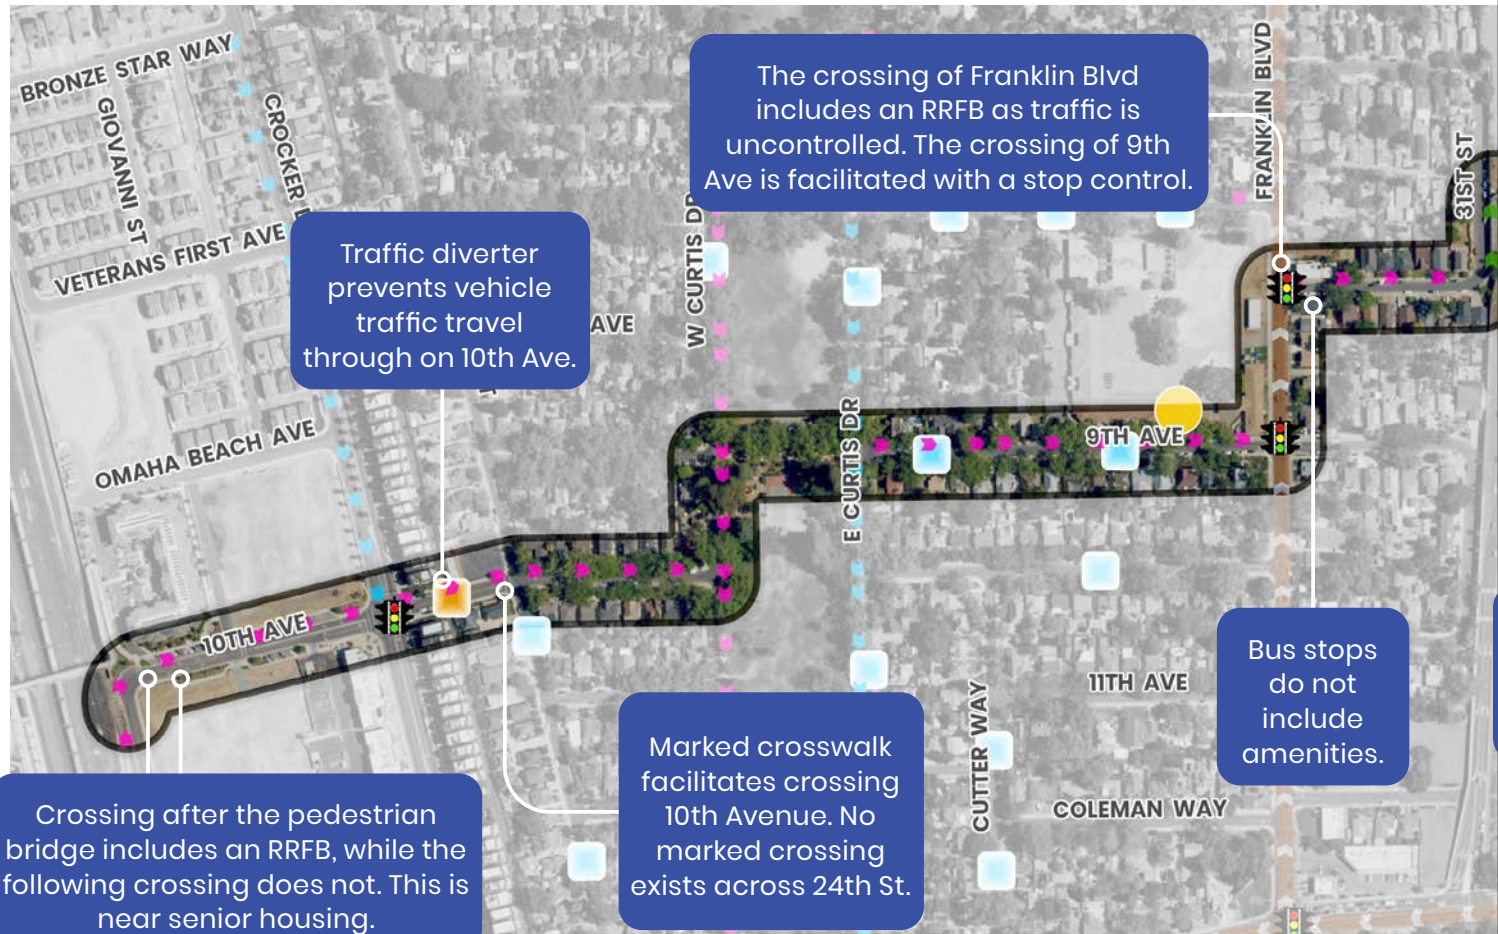 BRONZE STAR WAY
GIOVANNI ST
CROCKER
VETERANS FIRST AVE
OMAHA BEACH AVE
The crossing of Franklin Blvd
includes an RRFB as traffic is
uncontrolled. The crossing of 9th
Ave is facilitated with a stop control.
FRANKLIN BLVD
31ST ST
Traffic diverter
prevents vehicle
traffic travel
through on 10th Ave.
AVE
W CURTIS DR
E CURTIS DR
9TH AVE
10TH AVE
11TH AVE
CUTTER WAY
COLEMAN WAY
Bus stops
do not
include
amenities.
Marked crosswalk
facilitates crossing
10th Avenue. No
marked crossing
exists across 24th St.
Crossing after the pedestrian
bridge includes an RRFB, while the
following crossing does not. This is
near senior housing.